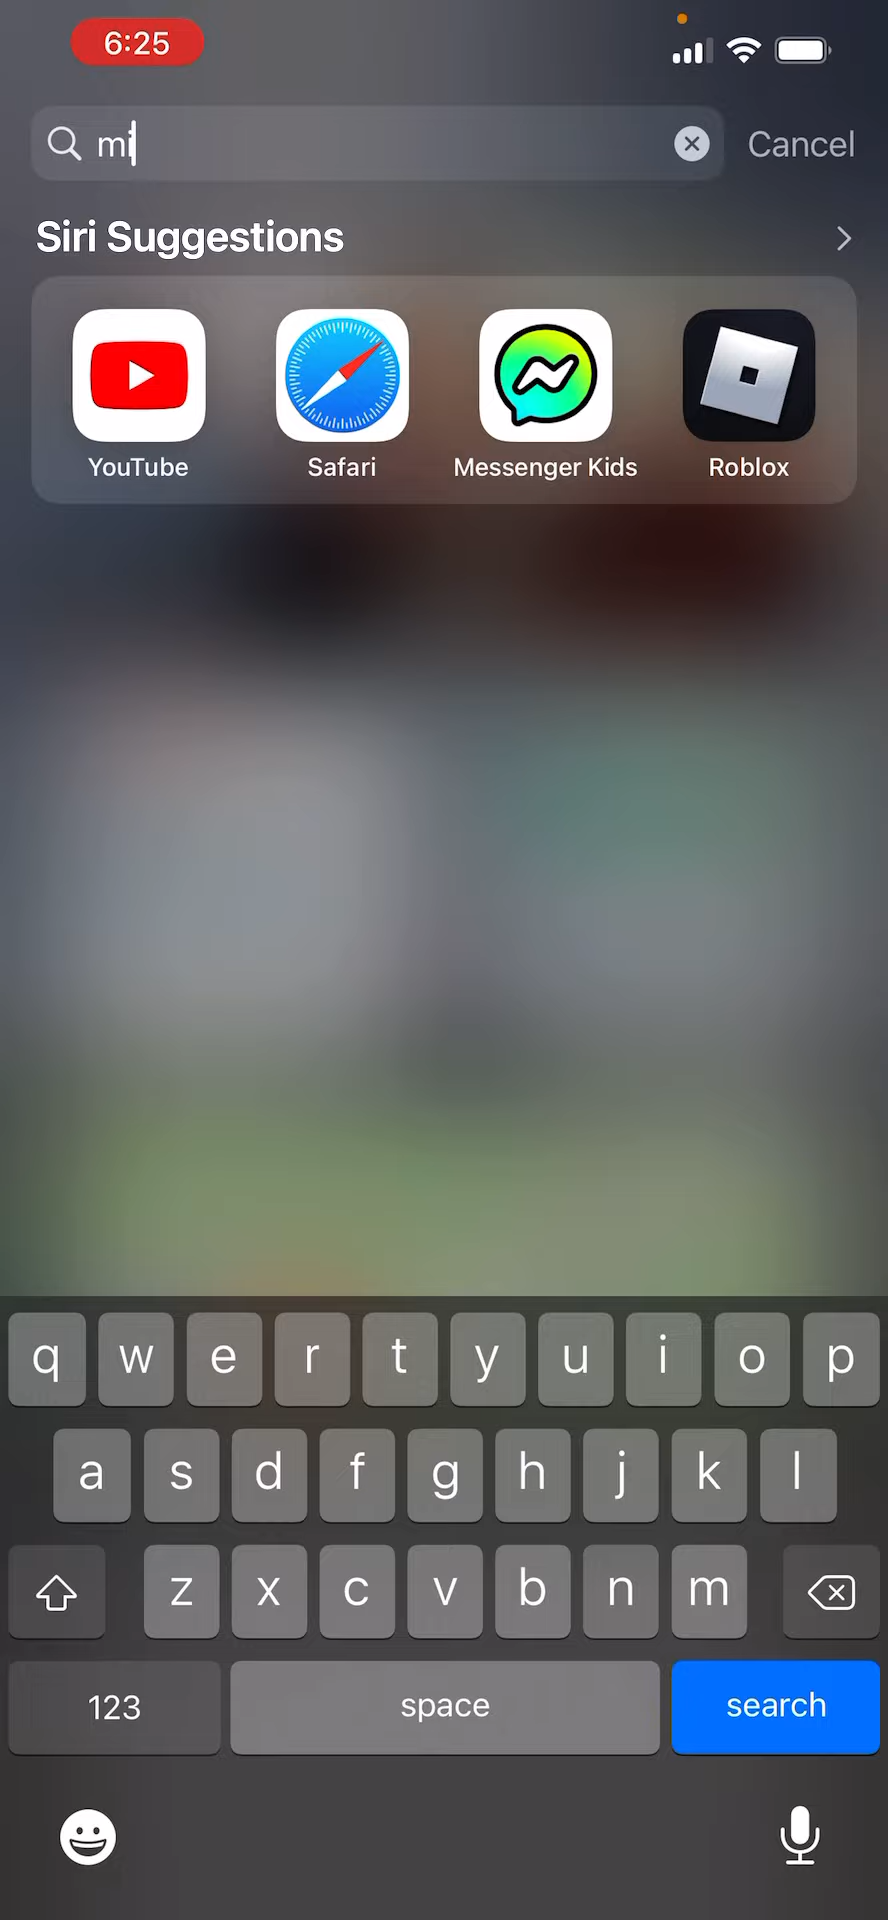 6:25
mi
Cancel
Siri Suggestions
YouTube
Safari
Messenger Kids
Roblox
q w e r t y u i o p
a s d f g h j k l
z x c v b n m
123
space
search